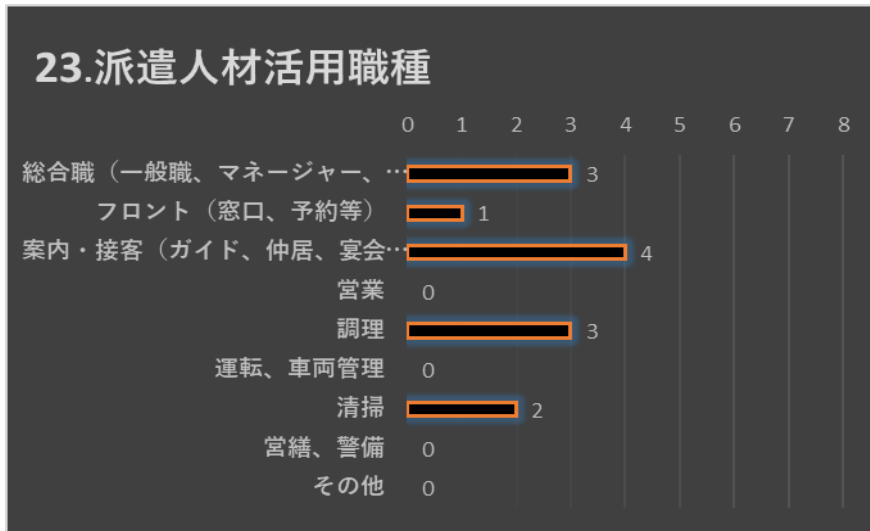 23.派遣人材活用職種
0 1 2 3 4 5 6 7 8
総合職（一般職、マネージャー、… 3
フロント（窓口、予約等） 1
案内・接客（ガイド、仲居、宴会… 4
営業 0
調理 3
運転、車両管理 0
清掃 2
営繕、警備 0
その他 0